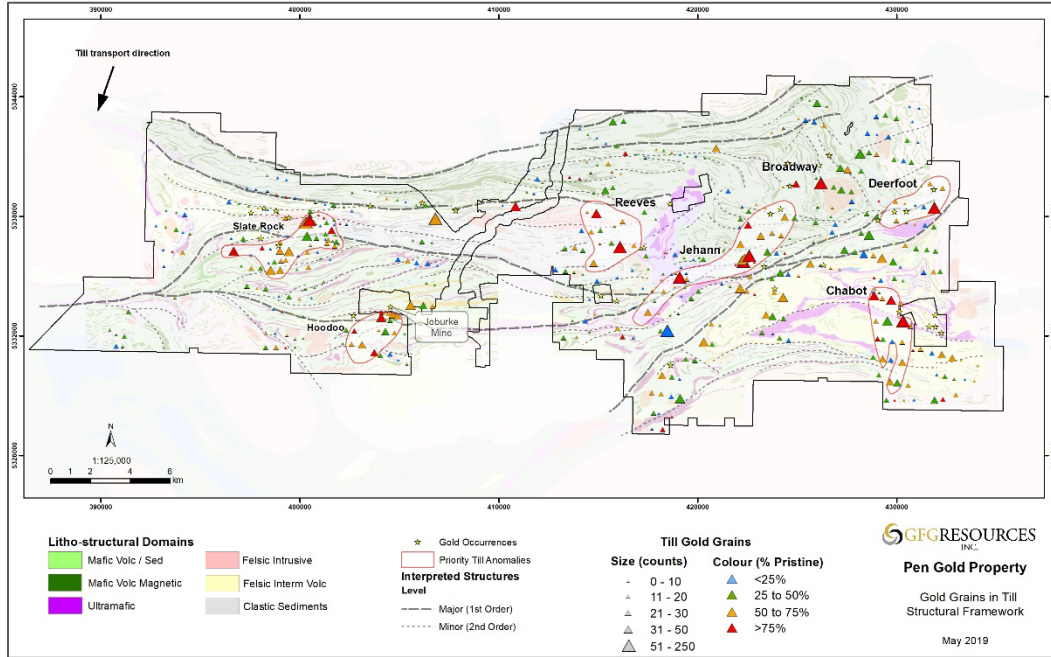 390000 400000 410000 420000 430000
Till transport direction
5344000
5338000
5332000
5326000
Broadway
Deerfoot
Reeves
Slate Rock
Jehann
Chabot
Hoodoo
Joburke
Mine
N
1:125,000
0 1 2 4 6
km
390000 400000 410000 420000 430000
Litho-structural Domains
Mafic Volc / Sed
Mafic Volc Magnetic
Ultramafic
Felsic Intrusive
Felsic Interm Volc
Clastic Sediments
Gold Occurrences
Priority Till Anomalies
Interpreted Structures
Level
Major (1st Order)
Minor (2nd Order)
Till Gold Grains
Size (counts)
0 - 10
11 - 20
21 - 30
31 - 50
51 - 250
Colour (% Pristine)
<25%
25 to 50%
50 to 75%
>75%
GFGRESOURCES
INC.
Pen Gold Property
Gold Grains in Till
Structural Framework
May 2019